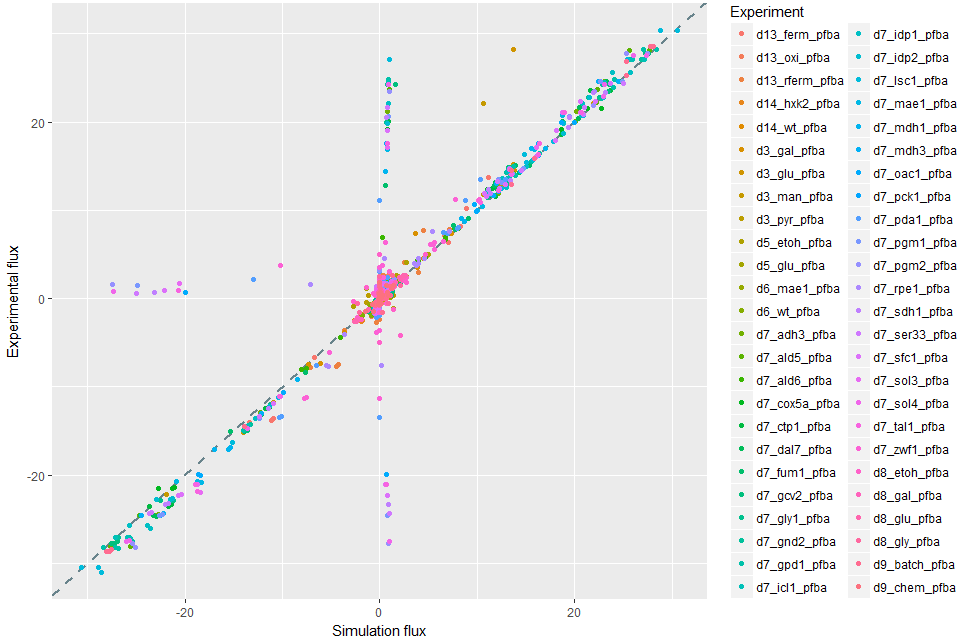 Experiment
d13_ferm_pfba
d13_oxi_pfba
d13_rferm_pfba
d14_hxk2_pfba
d14_wt_pfba
d3_gal_pfba
d3_glu_pfba
d3_man_pfba
d3_pyr_pfba
d5_etoh_pfba
d5_glu_pfba
d6_mae1_pfba
d6_wt_pfba
d7_adh3_pfba
d7_ald5_pfba
d7_ald6_pfba
d7_cox5a_pfba
d7_ctp1_pfba
d7_dal7_pfba
d7_fum1_pfba
d7_gcv2_pfba
d7_gly1_pfba
d7_gnd2_pfba
d7_gpd1_pfba
d7_icl1_pfba
d7_idp1_pfba
d7_idp2_pfba
d7_lsc1_pfba
d7_mae1_pfba
d7_mdh1_pfba
d7_mdh3_pfba
d7_oac1_pfba
d7_pck1_pfba
d7_pda1_pfba
d7_pgm1_pfba
d7_pgm2_pfba
d7_rpe1_pfba
d7_sdh1_pfba
d7_ser33_pfba
d7_sfc1_pfba
d7_sol3_pfba
d7_sol4_pfba
d7_tal1_pfba
d7_zwf1_pfba
d8_etoh_pfba
d8_gal_pfba
d8_glu_pfba
d8_gly_pfba
d9_batch_pfba
d9_chem_pfba
Experimental flux
20
0
-20
-20
0
20
Simulation flux